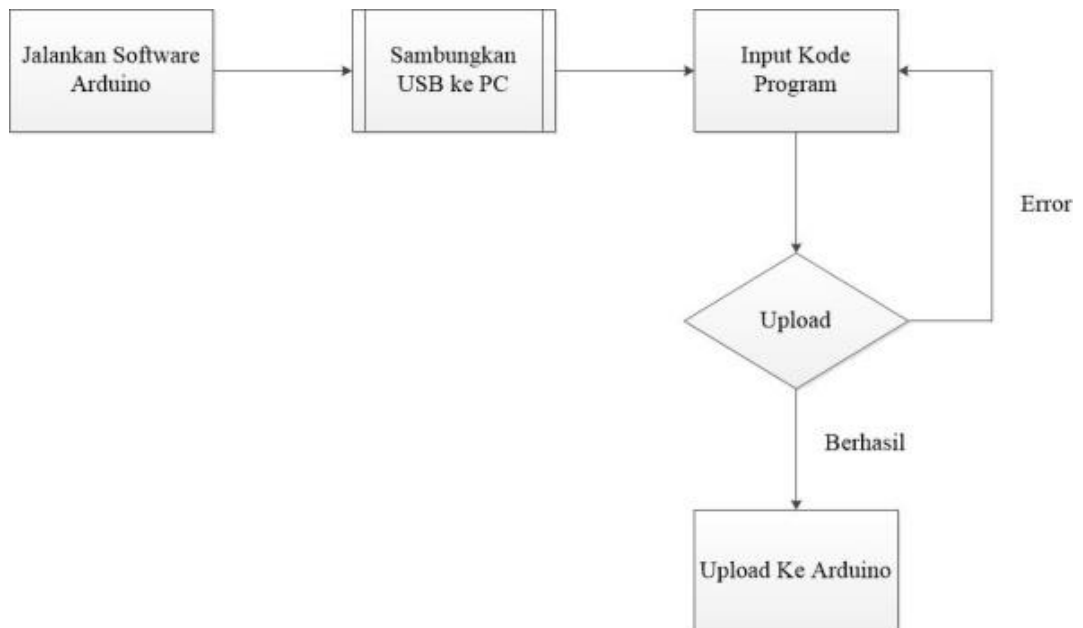 Jalankan Software
Arduino
Sambungkan
USB ke PC
Input Kode
Program
Error
Upload
Berhasil
Upload Ke Arduino